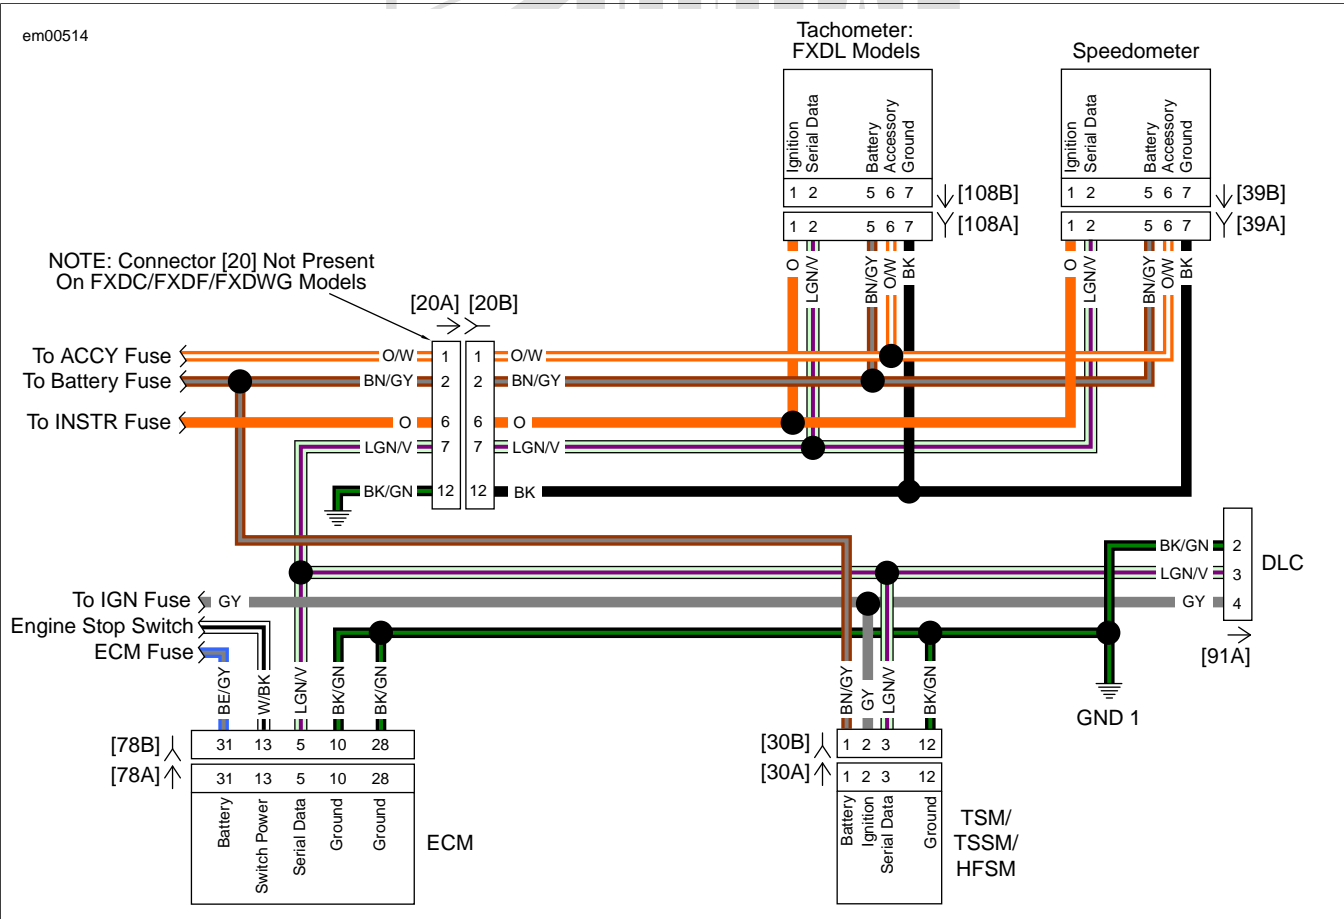 em00514
Tachometer:
FXDL Models
Speedometer
Ignition
Serial Data
Battery
Accessory
Ground
Ignition
Serial Data
Battery
Accessory
Ground
1 2 5 6 7
[108B]
1 2 5 6 7
[39B]
1 2 5 6 7
[108A]
1 2 5 6 7
[39A]
O
LGN/V
BN/GY
O/W
BK
O
LGN/V
BN/GY
O/W
BK
NOTE: Connector [20] Not Present
On FXDC/FXDF/FXDWG Models
[20A] [20B]
To ACCY Fuse O/W 1 1 O/W
To Battery Fuse BN/GY 2 2 BN/GY
To INSTR Fuse O 6 6 O
LGN/V 7 7 LGN/V
BK/GN 12 12 BK
BK/GN 2
LGN/V 3
DLC
GY 4
[91A]
To IGN Fuse GY
Engine Stop Switch
ECM Fuse
BE/GY
W/BK
LGN/V
BK/GN
BK/GN
BN/GY
GY
LGN/V
BK/GN
GND 1
[78B] 31 13 5 10 28
[78A] 31 13 5 10 28
Battery
Switch Power
Serial Data
Ground
Ground
ECM
[30B] 1 2 3 12
[30A] 1 2 3 12
Battery
Ignition
Serial Data
Ground
TSM/
TSSM/
HFSM